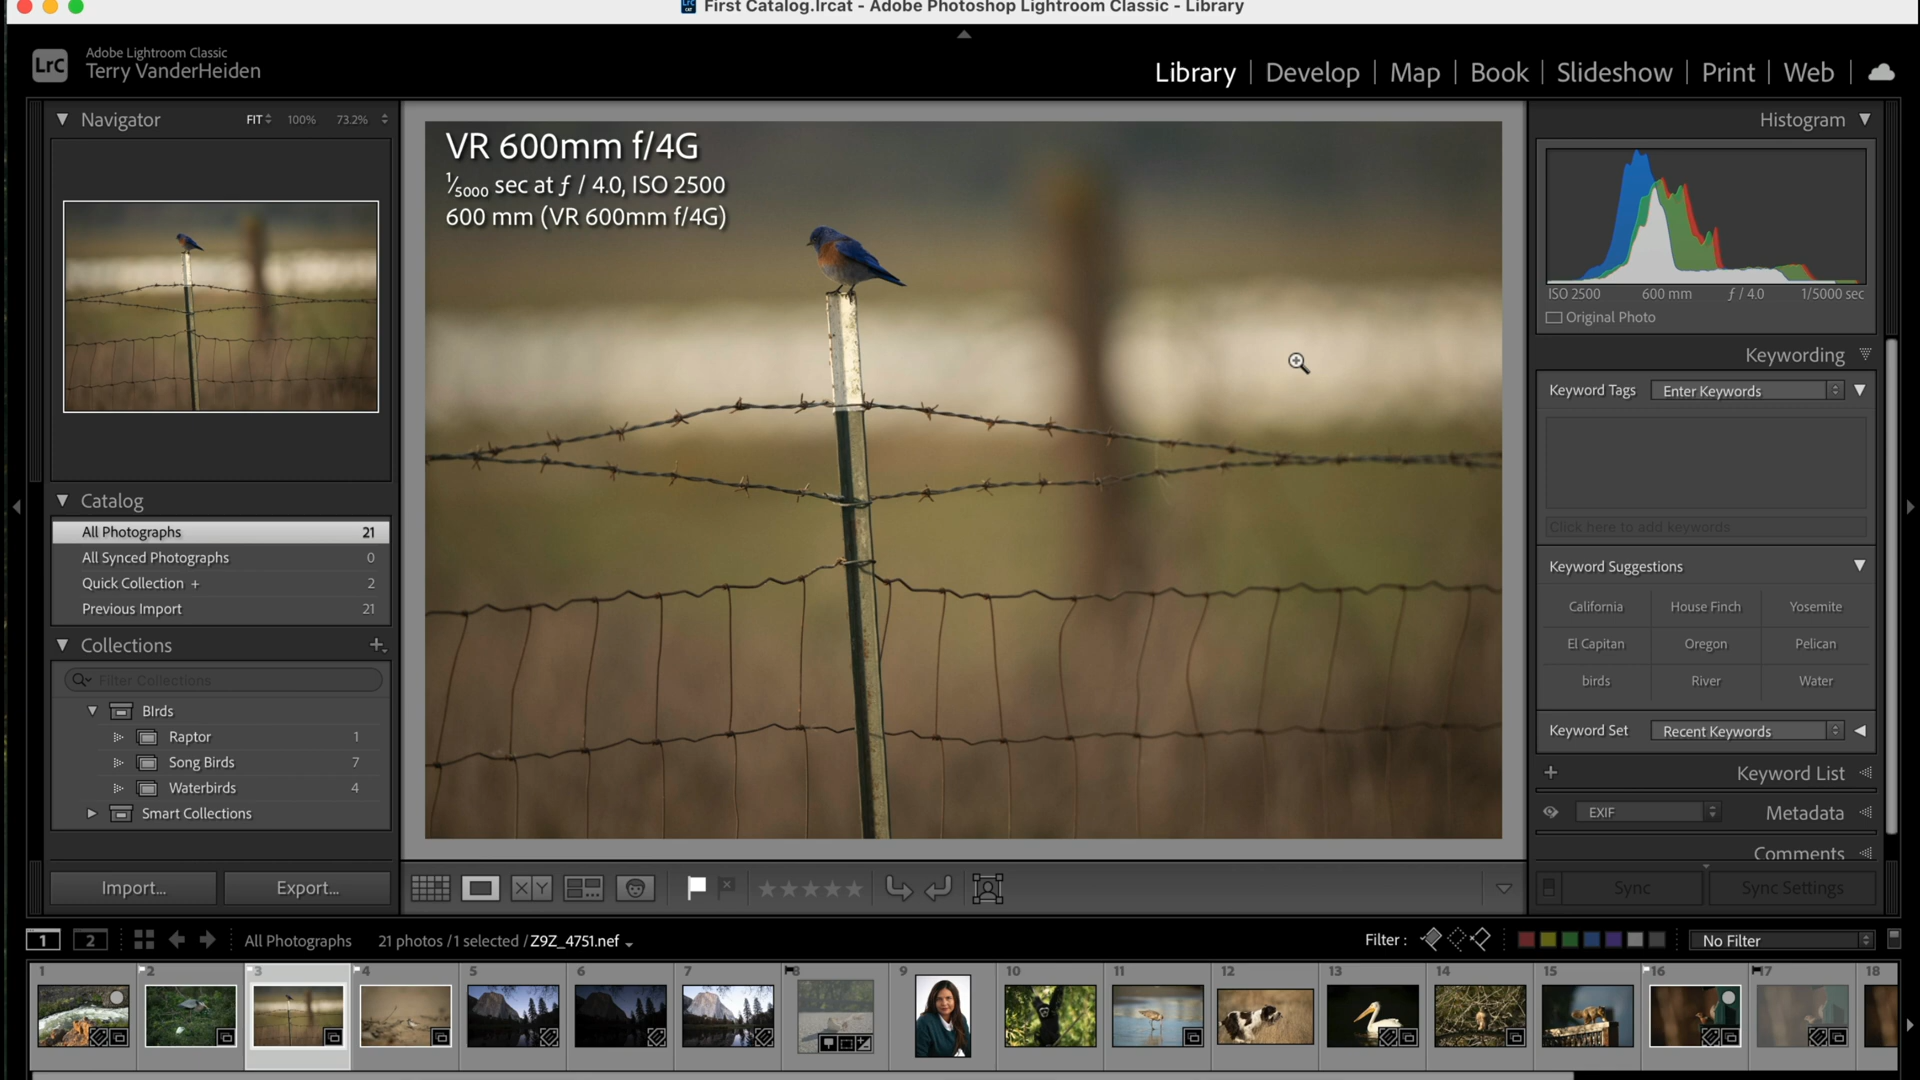 First Catalog.lrcat - Adobe Photoshop Lightroom Classic - Library
LrC
Adobe Lightroom Classic
Terry VanderHeiden
Library | Develop | Map | Book | Slideshow | Print | Web |
Navigator
FIT 100% 73.2%
VR 600mm f/4G
1/5000 sec at ƒ / 4.0, ISO 2500
600 mm (VR 600mm f/4G)
Catalog
All Photographs 21
All Synced Photographs 0
Quick Collection + 2
Previous Import 21
Collections +
Filter Collections
BIrds
Raptor 1
Song Birds 7
Waterbirds 4
Smart Collections
Import...
Export...
Histogram
ISO 2500 600 mm ƒ / 4.0 1/5000 sec
Original Photo
Keywording
Keyword Tags Enter Keywords
Click here to add keywords
Keyword Suggestions
California House Finch Yosemite
El Capitan Oregon Pelican
birds River Water
Keyword Set Recent Keywords
+ Keyword List
EXIF Metadata
Comments
Sync
Sync Settings
X Y
1 2 All Photographs 21 photos / 1 selected / Z9Z_4751.nef
Filter : No Filter
1 2 3 4 5 6 7 8 9 10 11 12 13 14 15 16 17 18